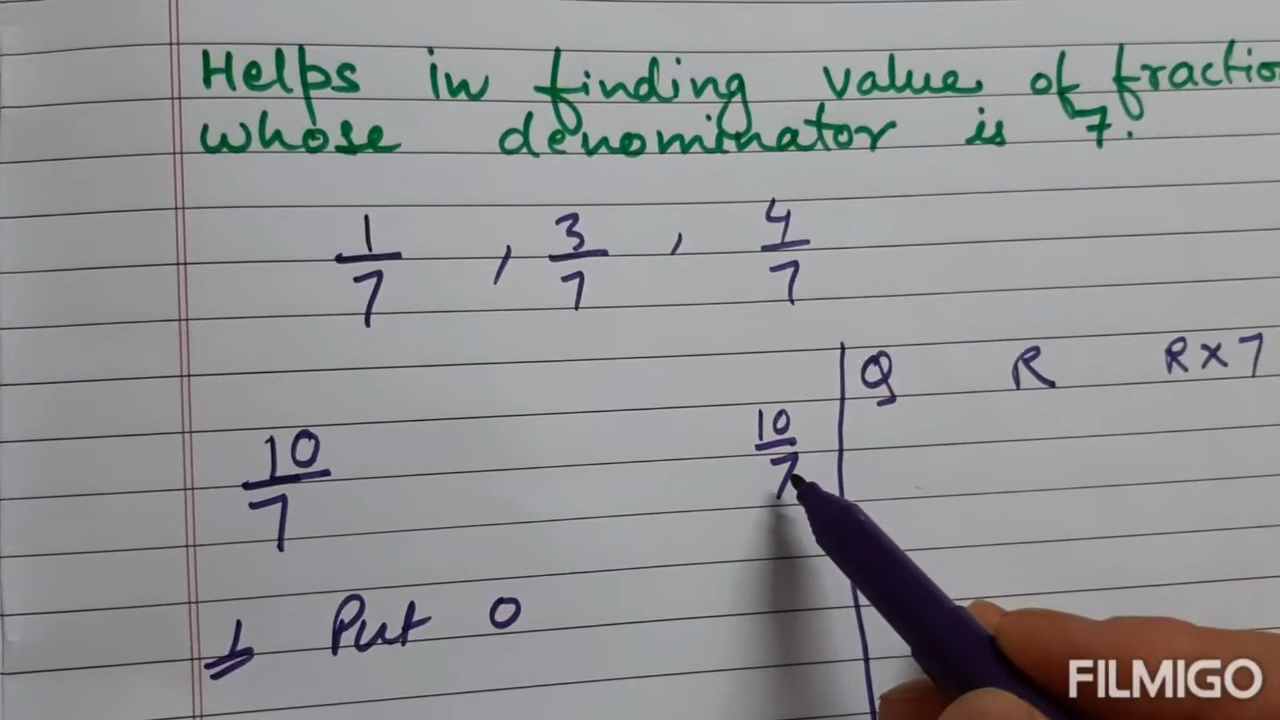 Helps in finding value of fractio
whose denominator is 7.
1/7 , 3/7 , 4/7
Q R R×7
10/7 10/7
1 Put 0
FILMIGO